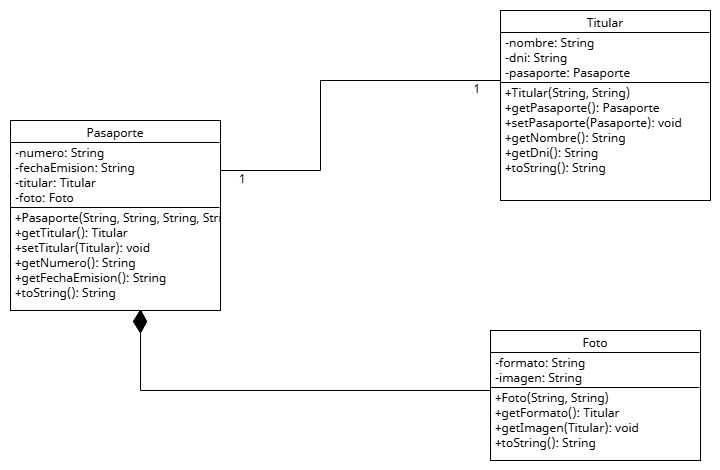 Titular
-nombre: String
-dni: String
-pasaporte: Pasaporte
+Titular(String, String)
+getPasaporte(): Pasaporte
+setPasaporte(Pasaporte): void
+getNombre(): String
+getDni(): String
+toString(): String
1
Pasaporte
-numero: String
-fechaEmision: String
-titular: Titular
-foto: Foto
+Pasaporte(String, String, String, Stri
+getTitular(): Titular
+setTitular(Titular): void
+getNumero(): String
+getFechaEmision(): String
+toString(): String
1
Foto
-formato: String
-imagen: String
+Foto(String, String)
+getFormato(): Titular
+getImagen(Titular): void
+toString(): String